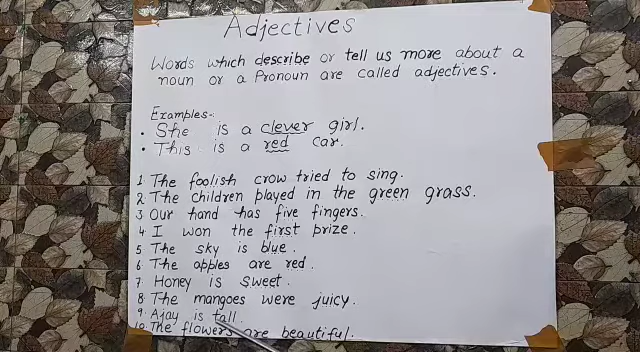 Adjectives
Words which describe or tell us more about a
noun or a Pronoun are called adjectives.
Examples:-
• She is a clever girl.
• This is a red car.
1 The foolish crow tried to sing.
2 The children played in the green grass.
3 Our hand has five fingers.
4 I won the first prize.
5 The sky is blue.
6 The apples are red.
7 Honey is sweet.
8 The mangoes were juicy.
9 Ajay is tall.
10 The flowers are beautiful.